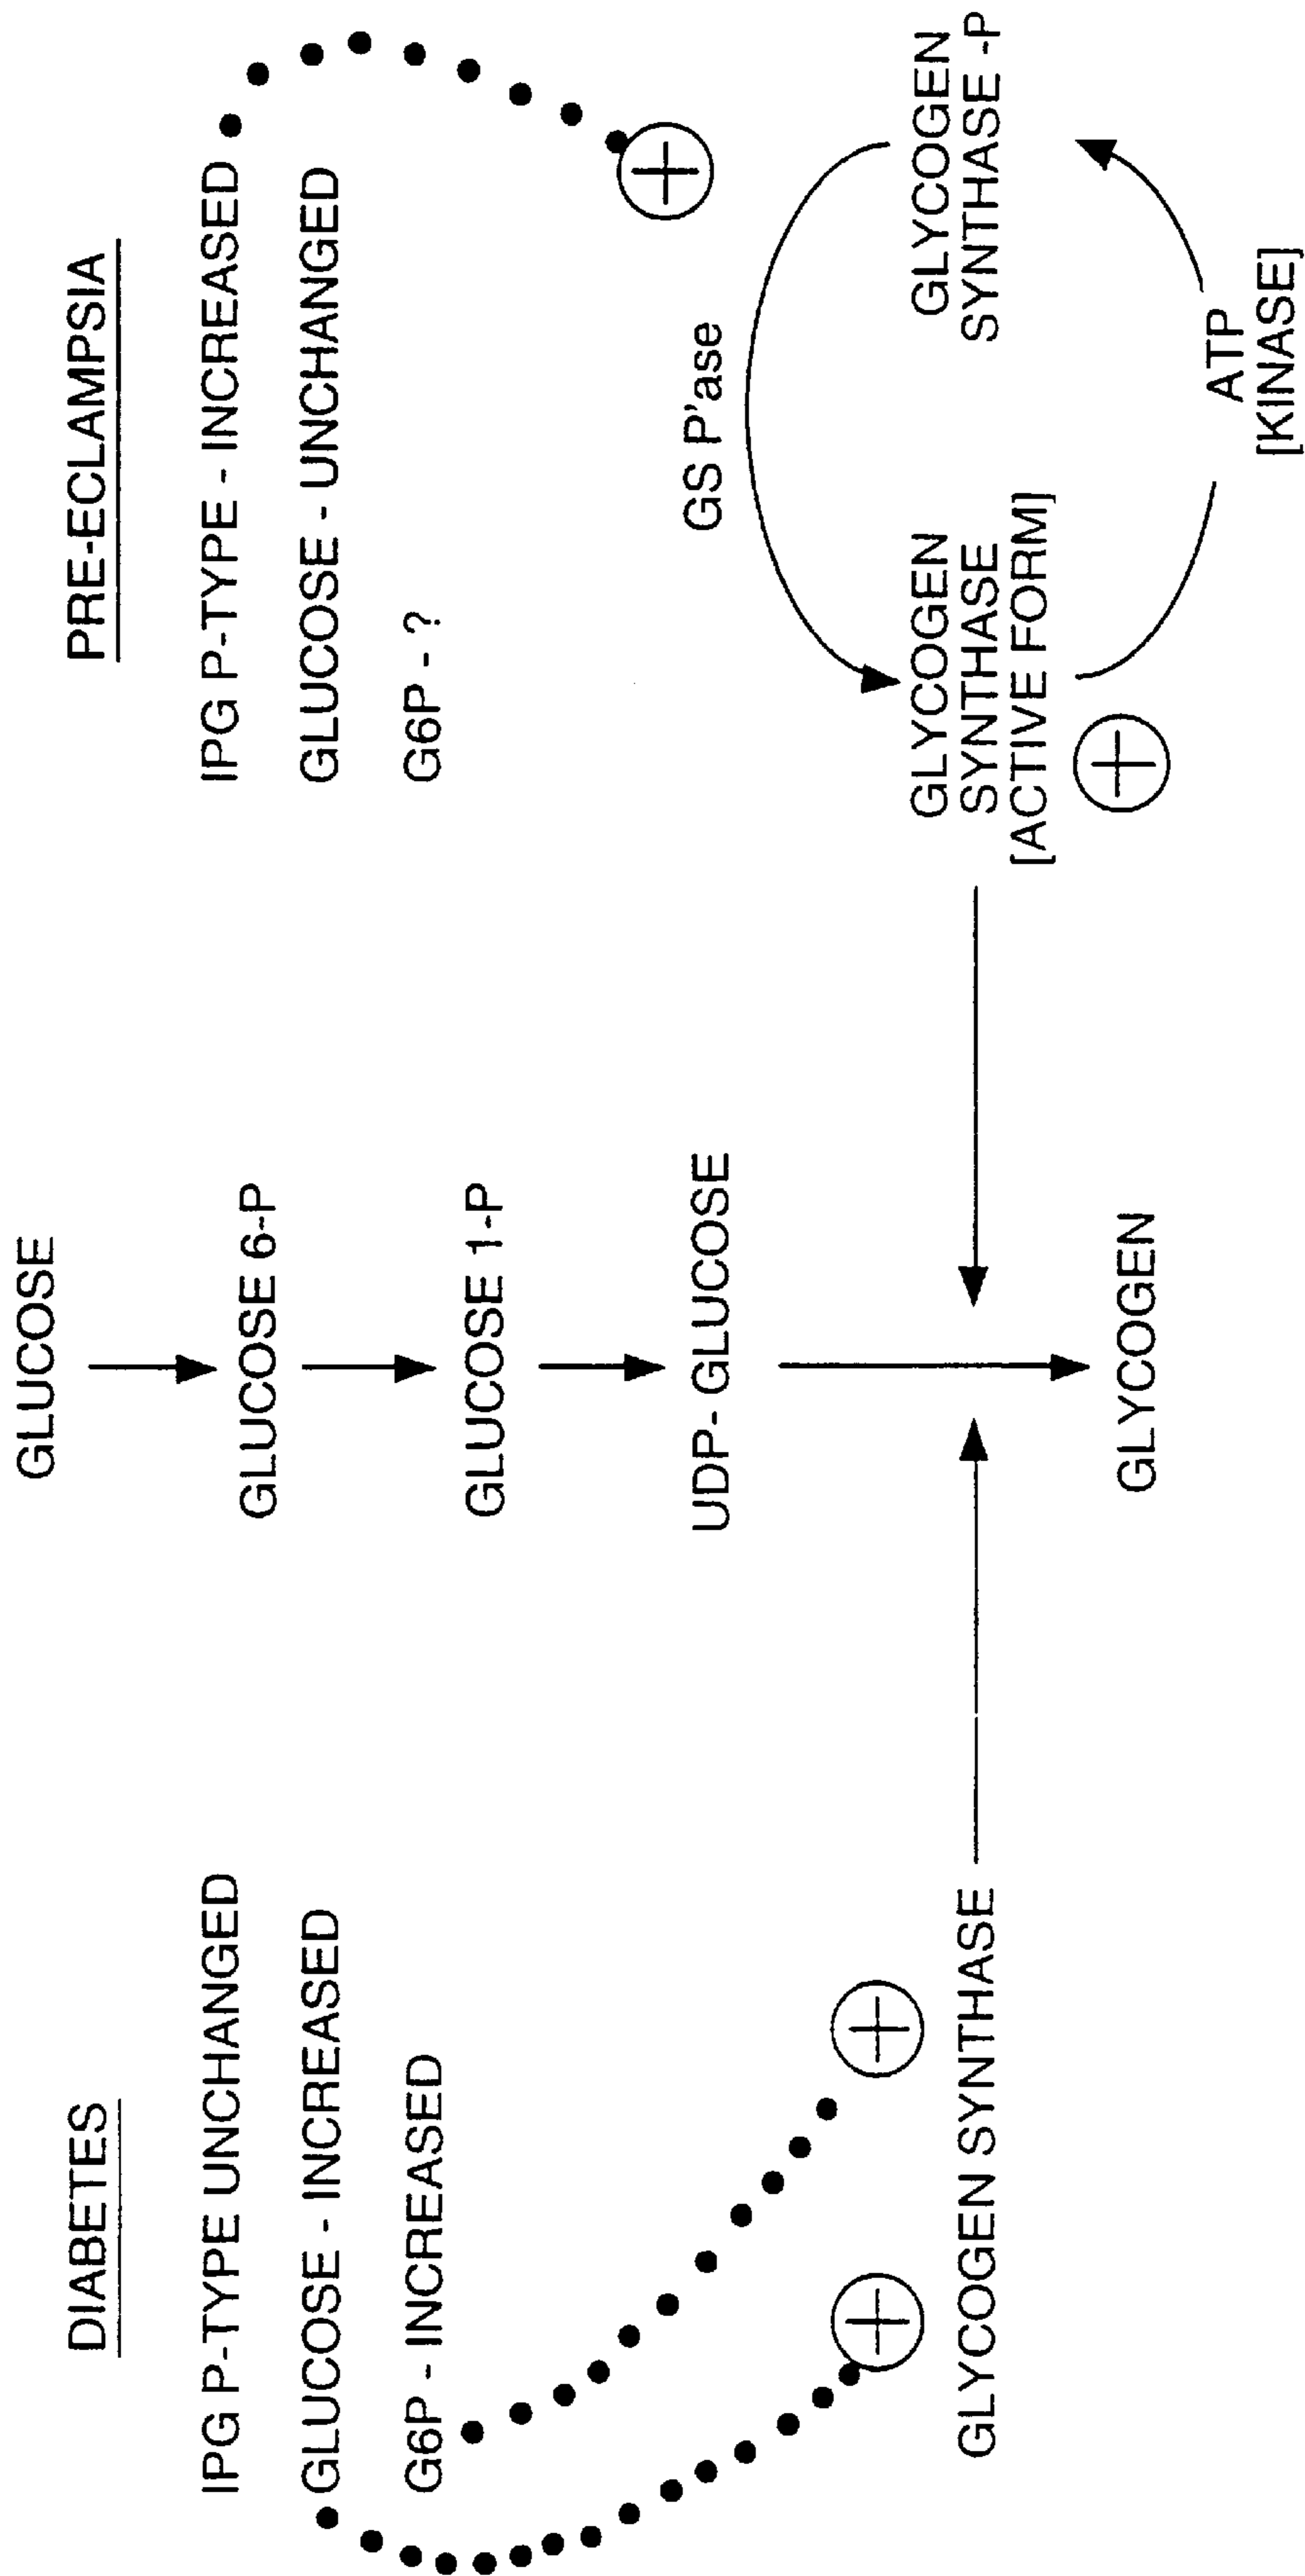 DIABETES
IPG P-TYPE UNCHANGED
GLUCOSE - INCREASED
G6P - INCREASED
GLYCOGEN SYNTHASE
GLUCOSE
GLUCOSE 6-P
GLUCOSE 1-P
UDP- GLUCOSE
GLYCOGEN
PRE-ECLAMPSIA
IPG P-TYPE - INCREASED
GLUCOSE - UNCHANGED
G6P - ?
GS P'ase
GLYCOGEN
SYNTHASE
[ACTIVE FORM]
GLYCOGEN
SYNTHASE -P
ATP
[KINASE]